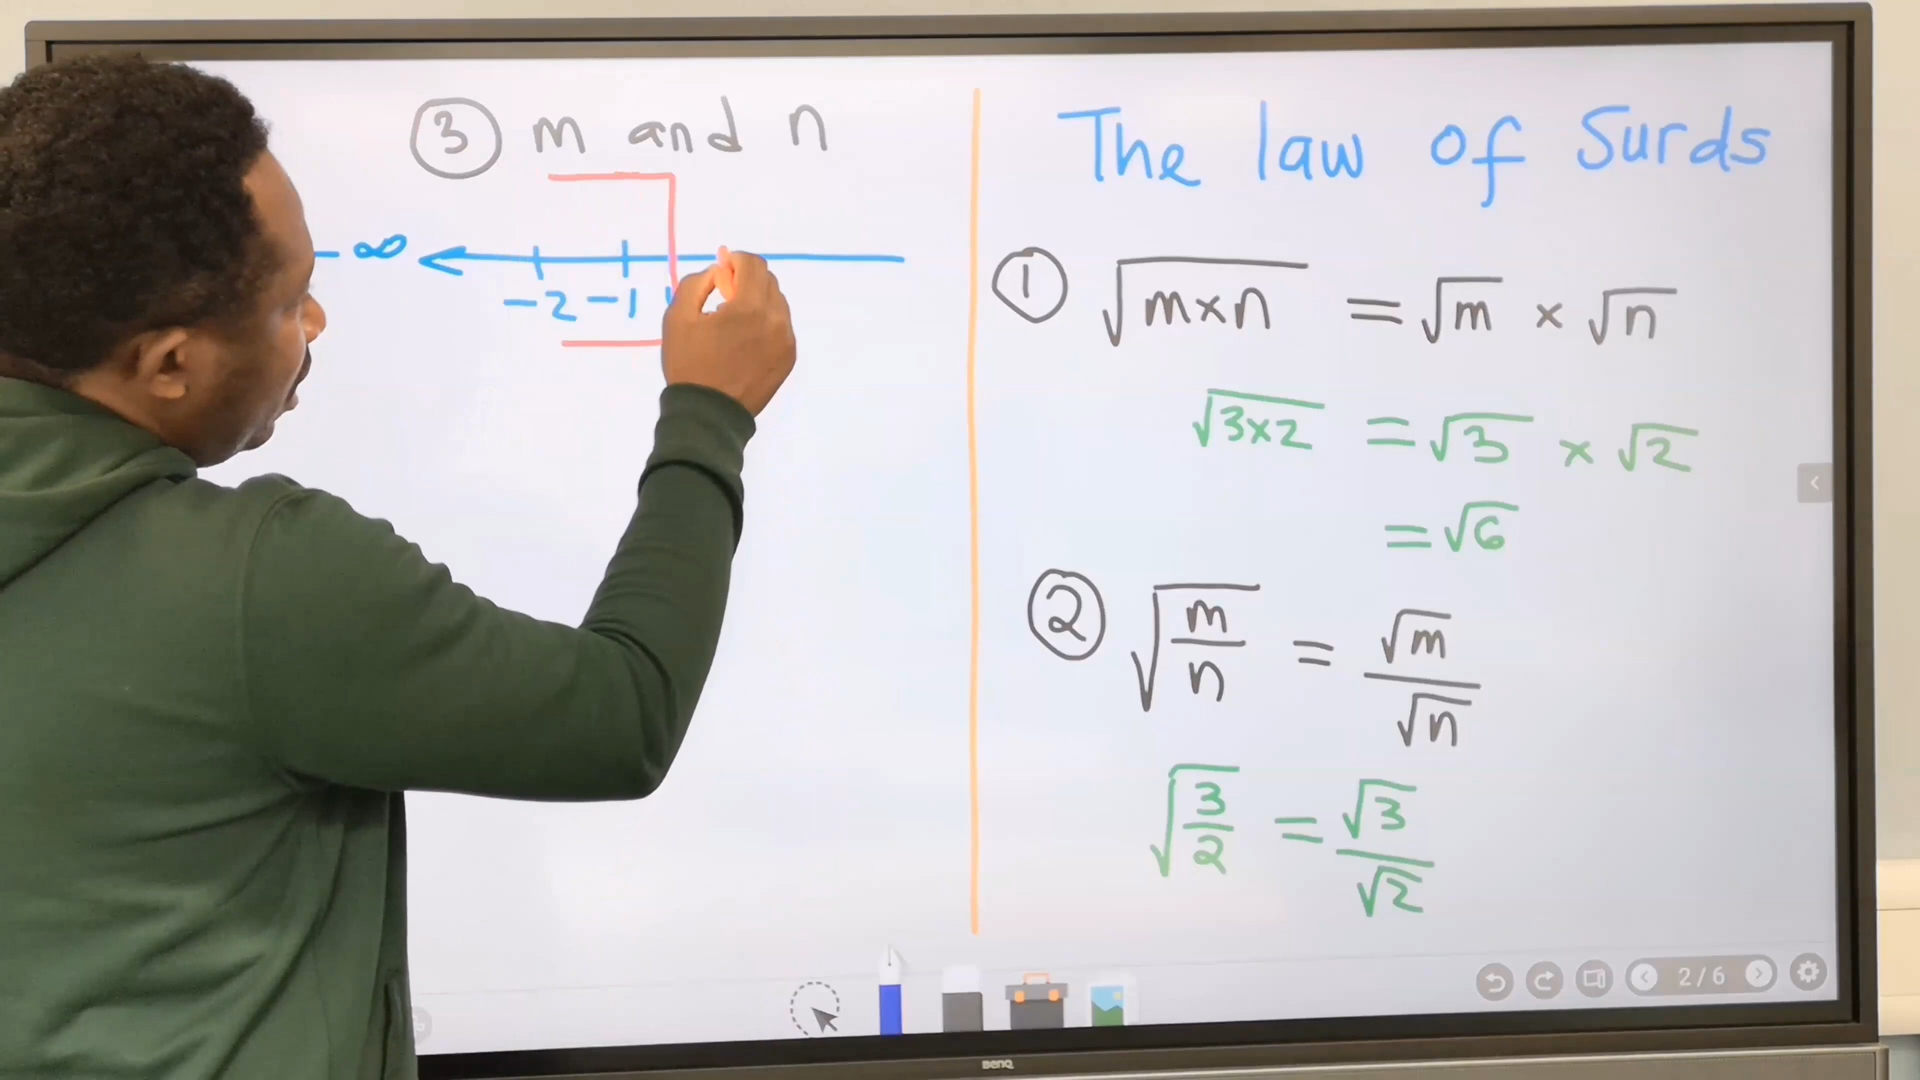 ③ m and n
-∞
-2 -1
The law of Surds
① √(m×n) = √m × √n
√(3×2) = √3 × √2
= √6
② √(m/n) = √m/√n
√(3/2) = √3/√2
2/6
BenQ